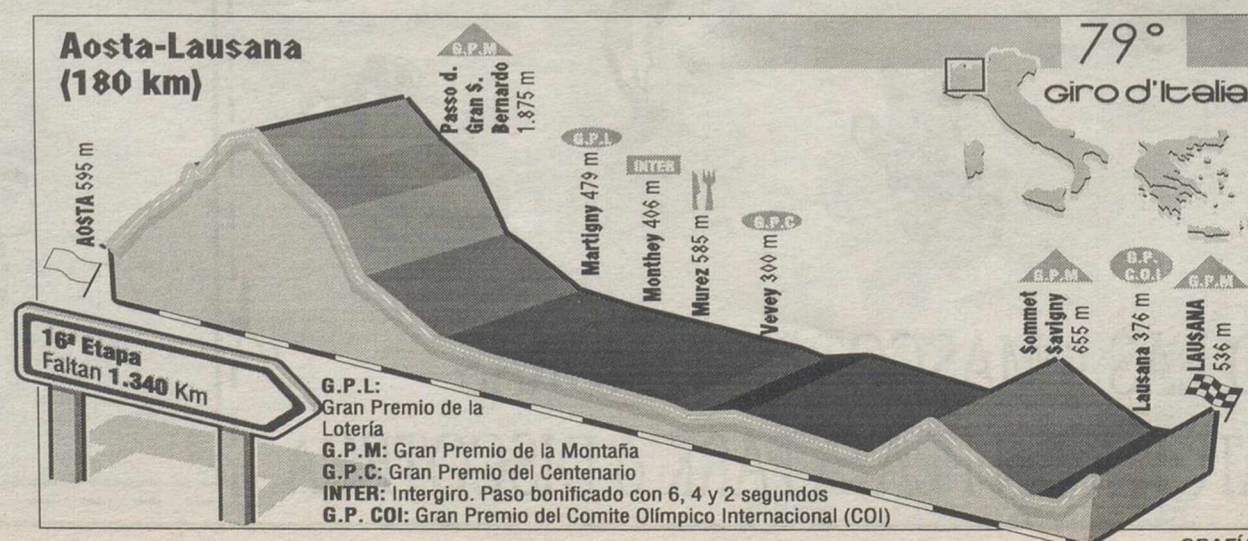 Aosta-Lausana
(180 km)
79°
Giro d'Italia
AOSTA 595 m
G.P.M
Passo d.
Gran S.
Bernardo
1.875 m
G.P.L
Martigny 479 m
INTER
Monthey 406 m
Murez 585 m
G.P.C
Vevey 300 m
G.P.M
Sommet
Savigny
655 m
G.P.
C.O.I
Lausana 376 m
G.P.M
LAUSANA
536 m
16ª Etapa
Faltan 1.340 Km
G.P.L:
Gran Premio de la
Lotería
G.P.M: Gran Premio de la Montaña
G.P.C: Gran Premio del Centenario
INTER: Intergiro. Paso bonificado con 6, 4 y 2 segundos
G.P. COI: Gran Premio del Comite Olímpico Internacional (COI)